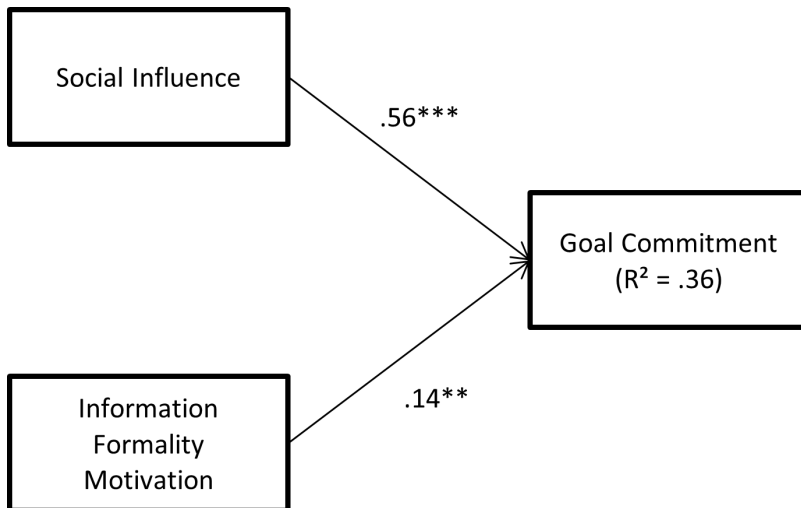 Social Influence
.56***
Goal Commitment
(R² = .36)
.14**
Information
Formality
Motivation